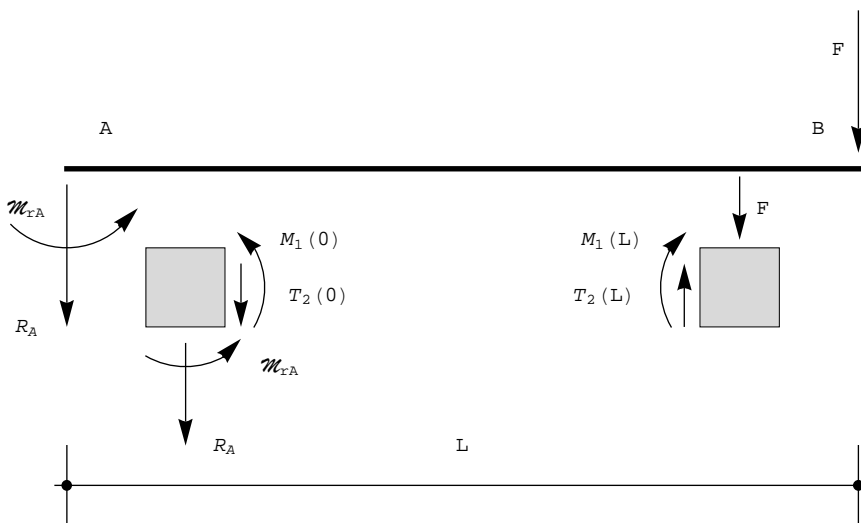 F
A
B
ℳrA
F
M1(0)
M1(L)
T2(0)
T2(L)
RA
ℳrA
RA
L